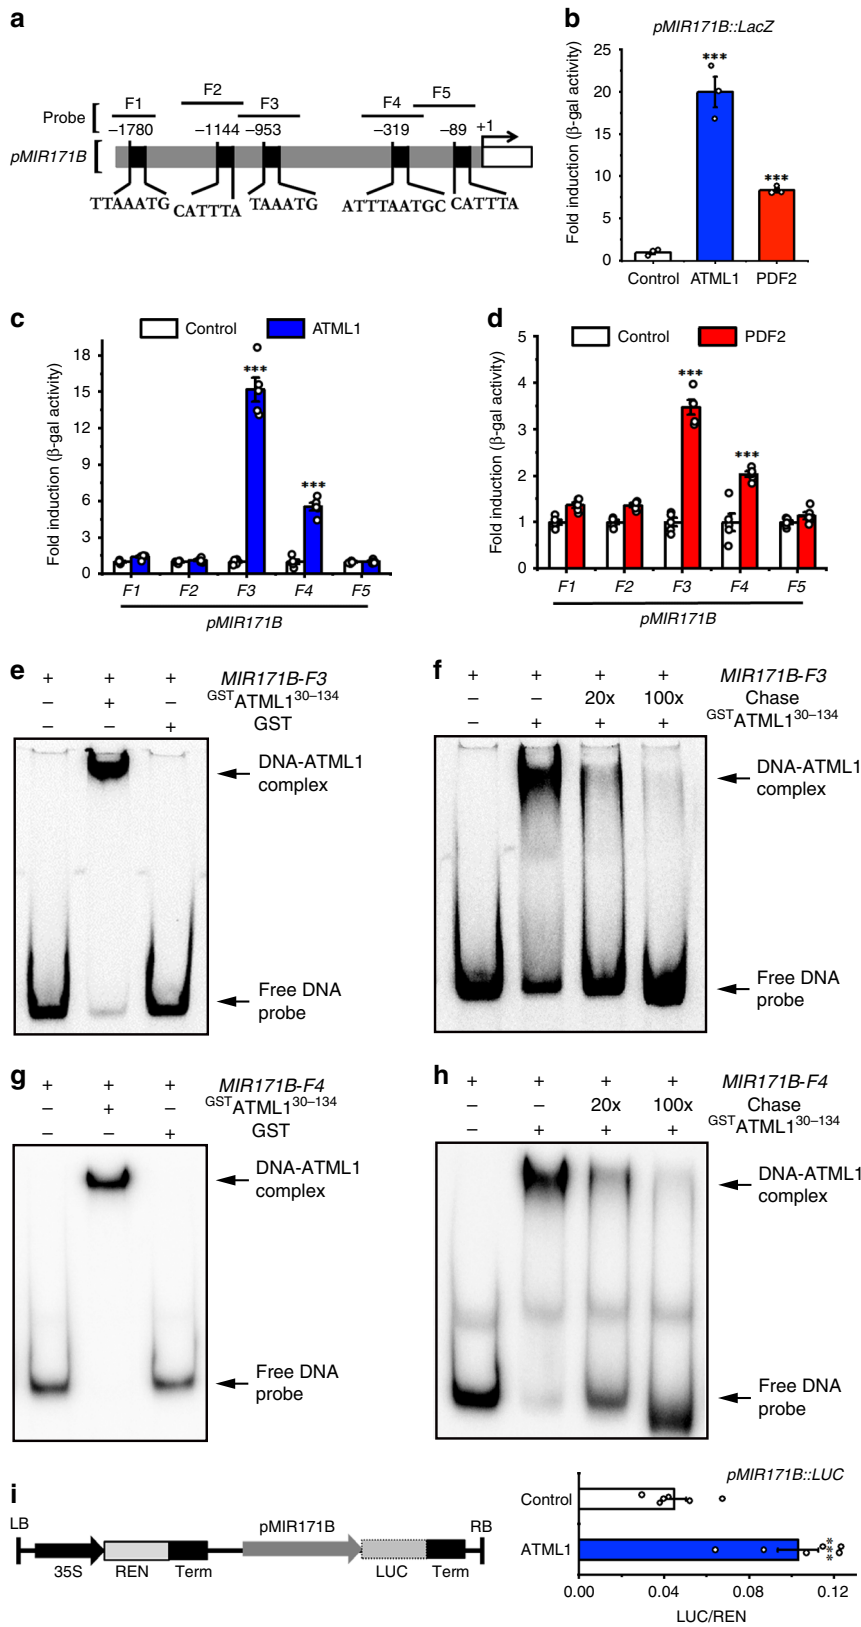 a
F1
F2
F3
F4
F5
Probe
–1780
–1144
–953
–319
–89
+1
pMIR171B
TTAAATG
CATTTA
TAAATG
ATTTAATGC
CATTTA
b
pMIR171B::LacZ
***
***
Fold induction (β-gal activity)
25
20
15
10
5
0
Control
ATML1
PDF2
c
Control
ATML1
Fold induction (β-gal activity)
18
15
12
9
6
3
0
***
***
F1
F2
F3
F4
F5
pMIR171B
d
Control
PDF2
Fold induction (β-gal activity)
5
4
3
2
1
0
***
***
F1
F2
F3
F4
F5
pMIR171B
e
+ + + MIR171B-F3
– + – GSTATML130–134
– – + GST
DNA-ATML1
complex
Free DNA
probe
f
+ + + + MIR171B-F3
– – 20x 100x Chase
– + + + GSTATML130–134
DNA-ATML1
complex
Free DNA
probe
g
+ + + MIR171B-F4
– + – GSTATML130–134
– – + GST
DNA-ATML1
complex
Free DNA
probe
h
+ + + + MIR171B-F4
– – 20x 100x Chase
– + + + GSTATML130–134
DNA-ATML1
complex
Free DNA
probe
i
LB
pMIR171B
RB
35S
REN
Term
LUC
Term
pMIR171B::LUC
Control
ATML1
***
0.00
0.04
0.08
0.12
LUC/REN